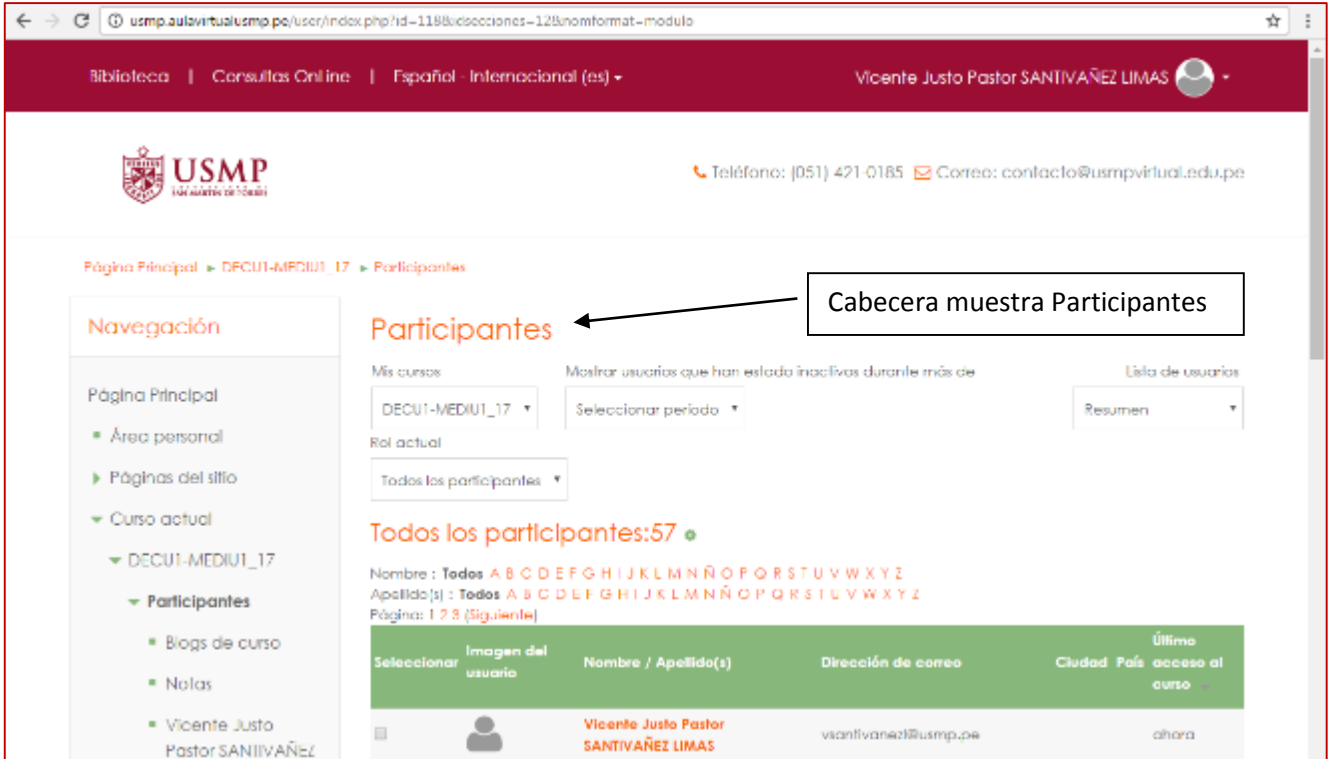 usmp.aulavirtualusmp.pe/user/index.php?id=118&idsecciones=12&nomformat=modulo
Biblioteca | Consultas OnLine | Español - Internacional (es)
Vicente Justo Pastor SANTIVAÑEZ LIMAS
USMP
SAN MARTIN DE PORRES
Teléfono: (051) 421-0185 Correo: contacto@usmpvirtual.edu.pe
Página Principal ► DECU1-MEDIU1_17 ► Participantes
Cabecera muestra Participantes
Navegación
Página Principal
Área personal
Páginas del sitio
Curso actual
DECU1-MEDIU1_17
Participantes
Blogs de curso
Notas
Vicente Justo
Pastor SANTIVAÑEZ
Participantes
Mis cursos
DECU1-MEDIU1_17
Mostrar usuarios que han estado inactivos durante más de
Seleccionar periodo
Lista de usuarios
Resumen
Rol actual
Todos los participantes
Todos los participantes:57
Nombre : Todos A B C D E F G H I J K L M N Ñ O P Q R S T U V W X Y Z
Apellido(s) : Todos A B C D E F G H I J K L M N Ñ O P Q R S T U V W X Y Z
Página: 1 2 3 (Siguiente)
Seleccionar
Imagen del
usuario
Nombre / Apellido(s)
Dirección de correo
Ciudad
País
Último
acceso al
curso
Vicente Justo Pastor
SANTIVAÑEZ LIMAS
vsantivanezl@usmp.pe
ahora